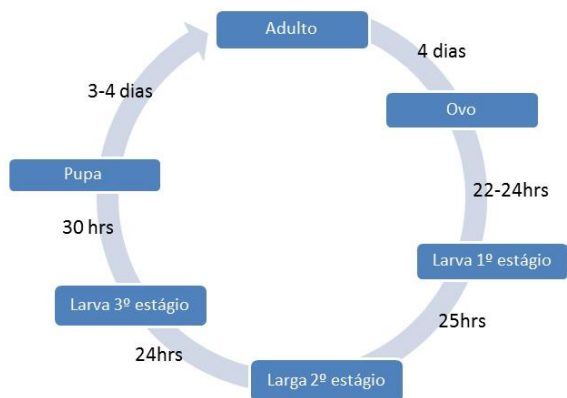 Adulto
4 dias
Ovo
22-24hrs
Larva 1º estágio
25hrs
Larga 2º estágio
24hrs
Larva 3º estágio
30 hrs
Pupa
3-4 dias